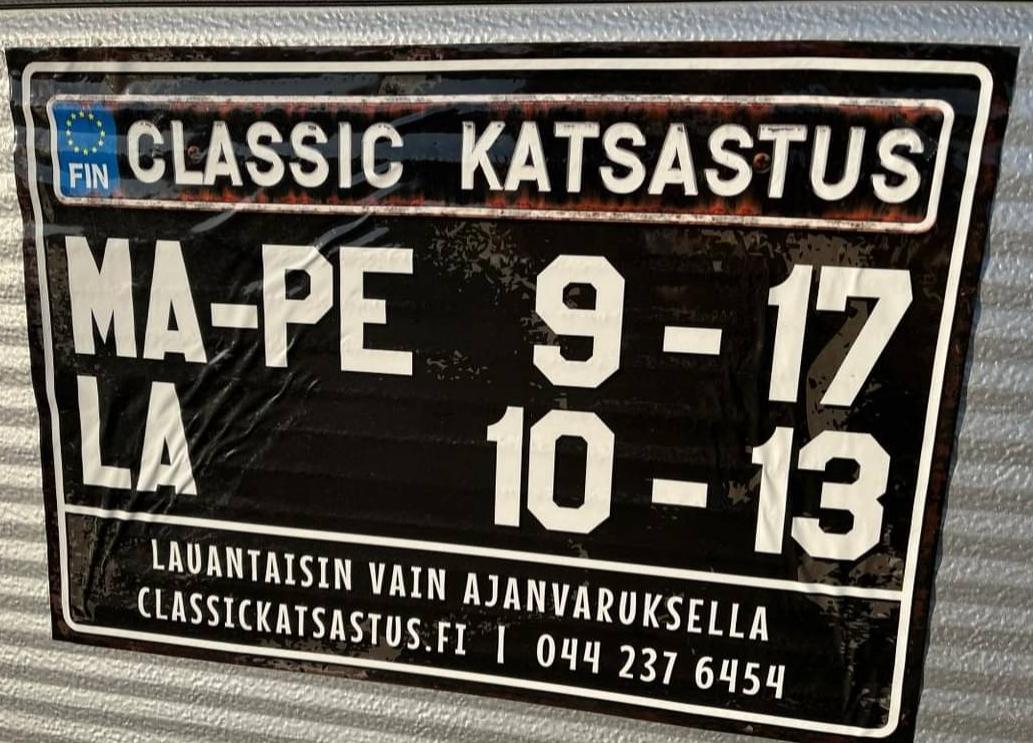 FIN CLASSIC KATSASTUS
MA-PE 9 - 17
LA 10 - 13
LAUANTAISIN VAIN AJANVARUKSELLA
CLASSICKATSASTUS.FI | 044 237 6454